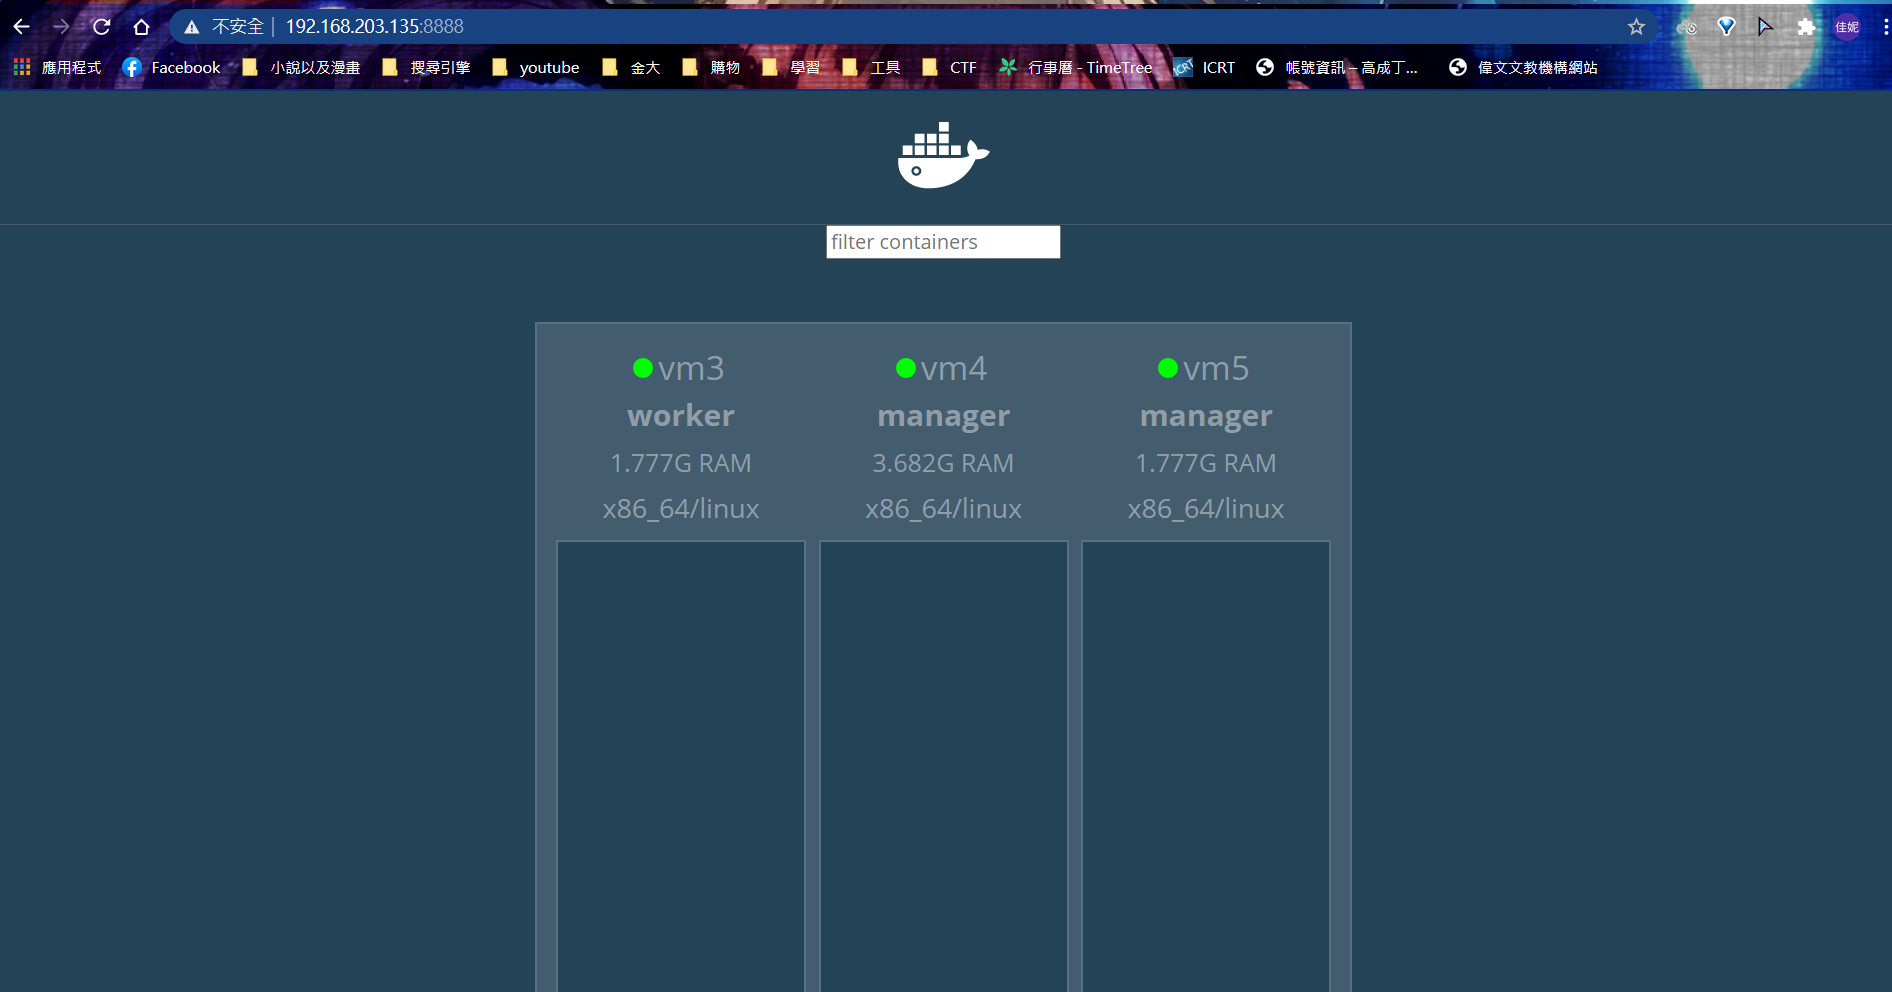 不安全 192.168.203.135:8888 佳妮
應用程式 Facebook 小說以及漫畫 搜尋引擎 youtube 金大 購物 學習 工具 CTF 行事曆 - TimeTree ICRT ICRT 帳號資訊 – 高成丁... 偉文文教機構網站
filter containers
vm3 vm4 vm5
worker manager manager
1.777G RAM 3.682G RAM 1.777G RAM
x86_64/linux x86_64/linux x86_64/linux